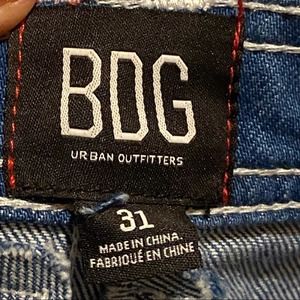 BDG
URBAN OUTFITTERS
31
MADE IN CHINA.
FABRIQUÉ EN CHINE